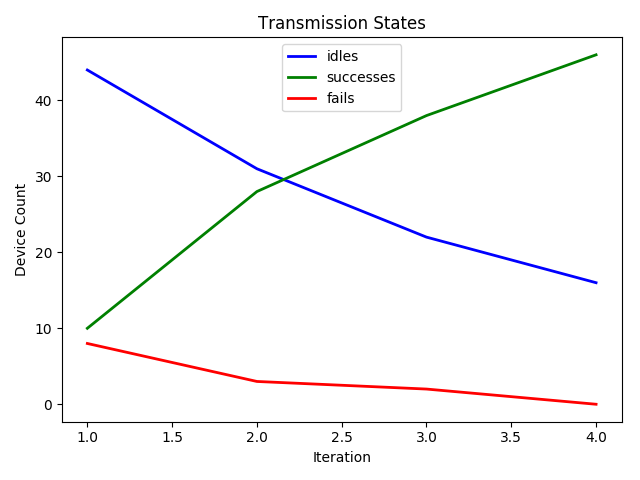 Transmission States
idles
successes
fails
Device Count
40
30
20
10
0
1.0 1.5 2.0 2.5 3.0 3.5 4.0
Iteration